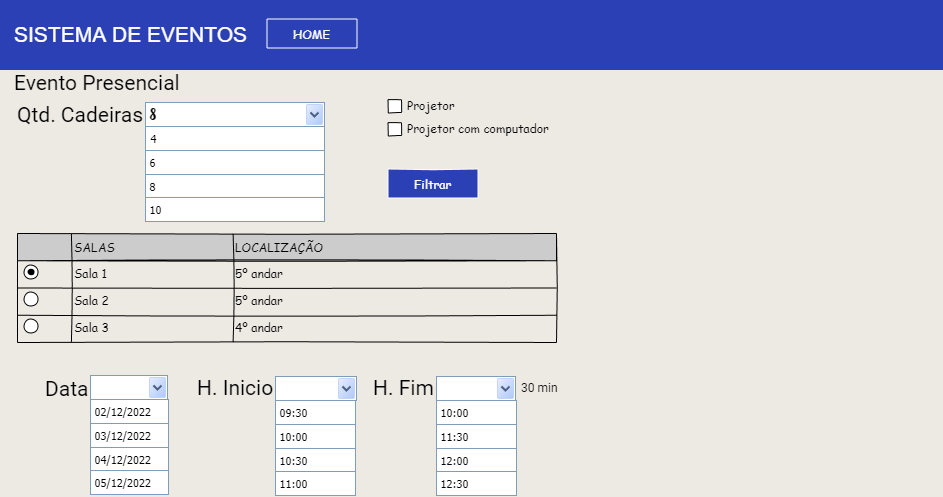 SISTEMA DE EVENTOS HOME
Evento Presencial
Qtd. Cadeiras 8
4
6
8
10
Projetor
Projetor com computador
Filtrar
SALAS LOCALIZAÇÃO
Sala 1 5º andar
Sala 2 5º andar
Sala 3 4º andar
Data H. Inicio H. Fim 30 min
02/12/2022 09:30 10:00
03/12/2022 10:00 11:30
04/12/2022 10:30 12:00
05/12/2022 11:00 12:30